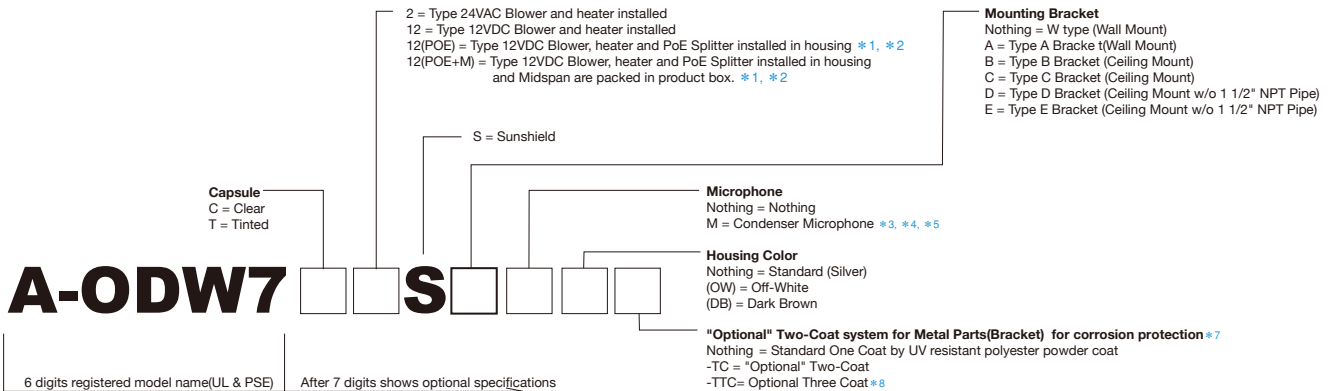 2 = Type 24VAC Blower and heater installed
12 = Type 12VDC Blower and heater installed
12(POE) = Type 12VDC Blower, heater and PoE Splitter installed in housing *1, *2
12(POE+M) = Type 12VDC Blower, heater and PoE Splitter installed in housing
and Midspan are packed in product box. *1, *2
Mounting Bracket
Nothing = W type (Wall Mount)
A = Type A Bracke t(Wall Mount)
B = Type B Bracket (Ceiling Mount)
C = Type C Bracket (Ceiling Mount)
D = Type D Bracket (Ceiling Mount w/o 1 1/2" NPT Pipe)
E = Type E Bracket (Ceiling Mount w/o 1 1/2" NPT Pipe)
S = Sunshield
Capsule
C = Clear
T = Tinted
Microphone
Nothing = Nothing
M = Condenser Microphone *3, *4, *5
Housing Color
Nothing = Standard (Silver)
(OW) = Off-White
(DB) = Dark Brown
A-ODW7 S
"Optional" Two-Coat system for Metal Parts(Bracket) for corrosion protection*7
Nothing = Standard One Coat by UV resistant polyester powder coat
-TC = "Optional" Two-Coat
-TTC= Optional Three Coat*8
6 digits registered model name(UL & PSE)
After 7 digits shows optional specifications